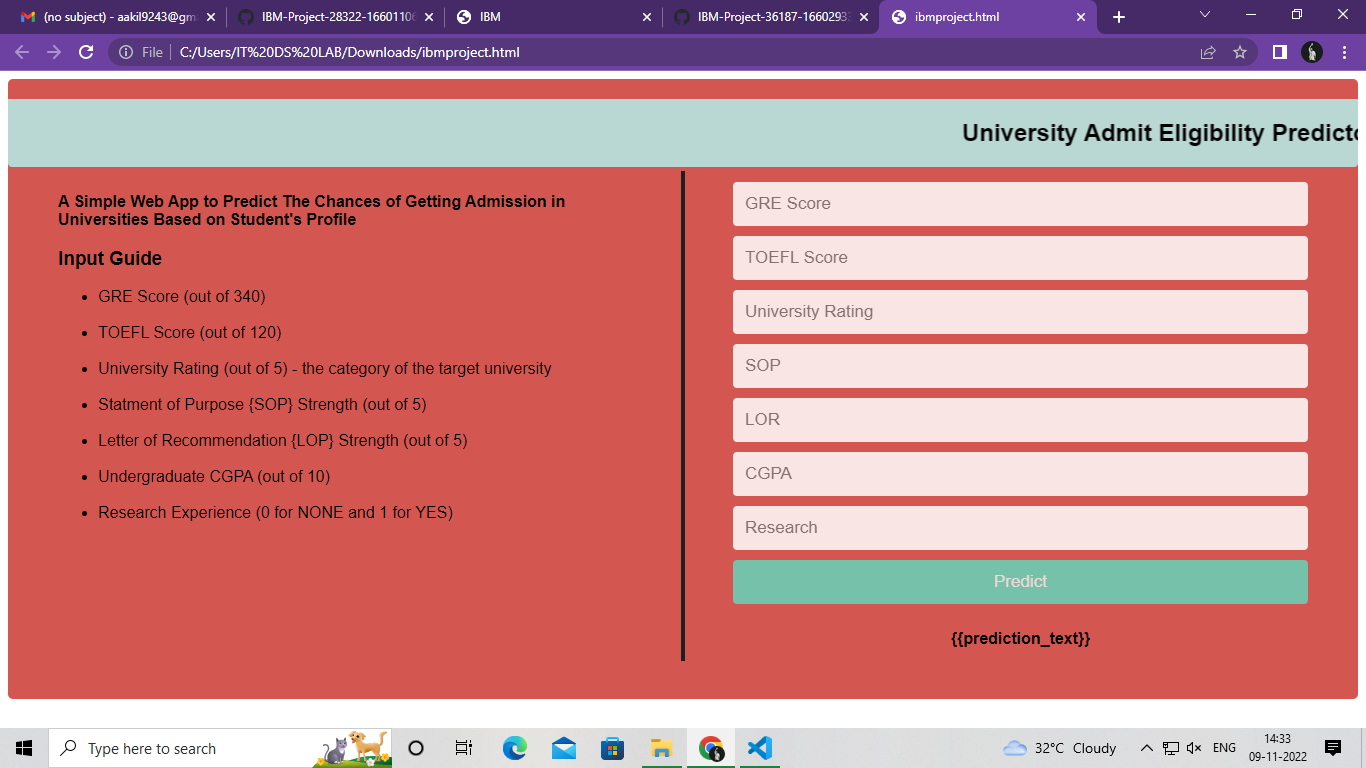 (no subject) - aakil9243@gm
IBM-Project-28322-16601106
IBM
IBM-Project-36187-16602933
ibmproject.html
File
C:/Users/IT%20DS%20LAB/Downloads/ibmproject.html
University Admit Eligibility Predicto
A Simple Web App to Predict The Chances of Getting Admission in
Universities Based on Student's Profile
Input Guide
GRE Score (out of 340)
TOEFL Score (out of 120)
University Rating (out of 5) - the category of the target university
Statment of Purpose {SOP} Strength (out of 5)
Letter of Recommendation {LOP} Strength (out of 5)
Undergraduate CGPA (out of 10)
Research Experience (0 for NONE and 1 for YES)
GRE Score
TOEFL Score
University Rating
SOP
LOR
CGPA
Research
Predict
{{prediction_text}}
Type here to search
32°C Cloudy
ENG
14:33
09-11-2022